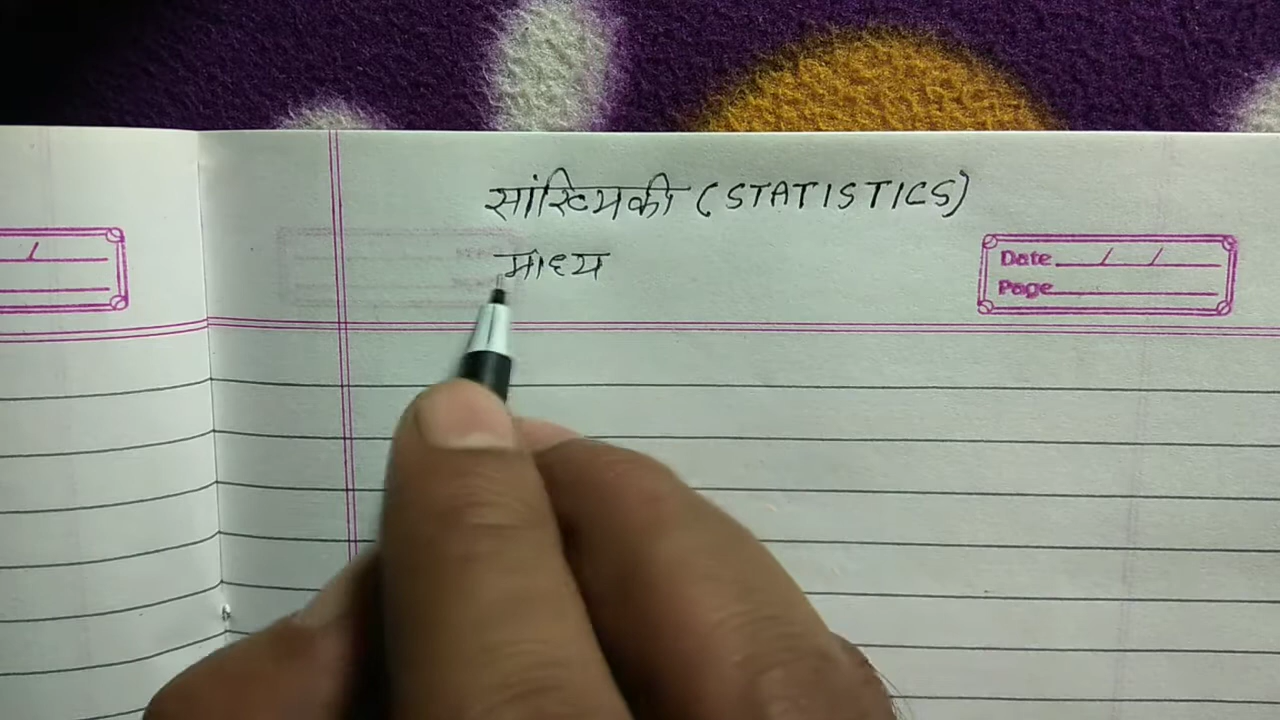 सांख्यिकी (STATISTICS)
माध्य
Date / /
Page